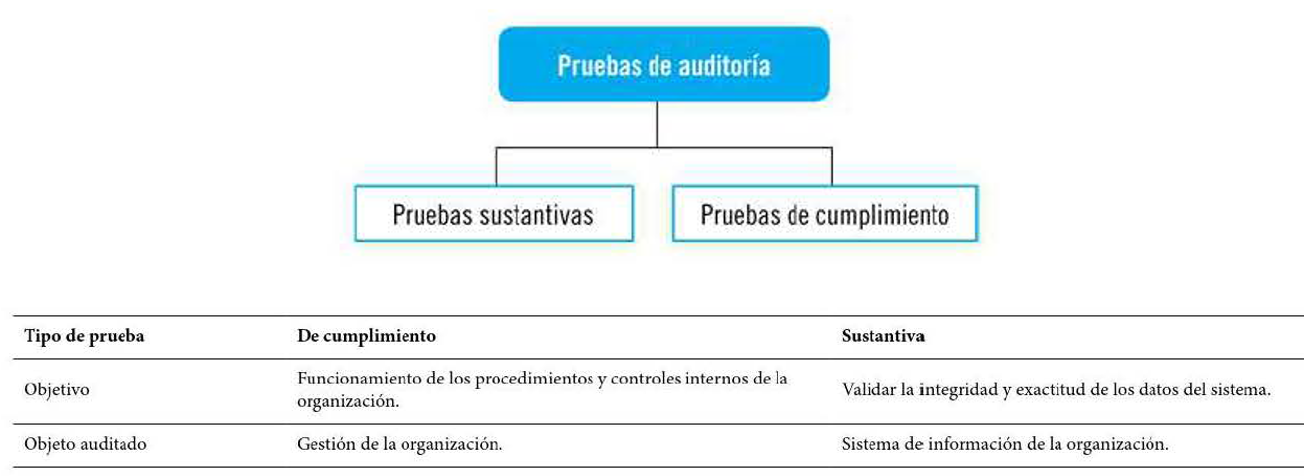 Pruebas de auditoría
Pruebas sustantivas
Pruebas de cumplimiento
Tipo de prueba De cumplimiento Sustantiva
Objetivo Funcionamiento de los procedimientos y controles internos de la organización. Validar la integridad y exactitud de los datos del sistema.
Objeto auditado Gestión de la organización. Sistema de información de la organización.